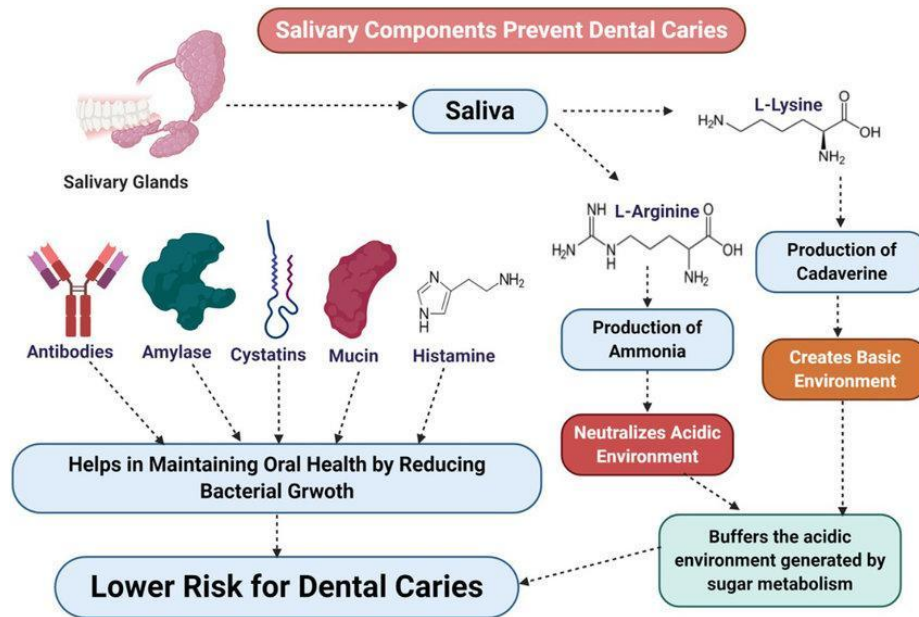 Salivary Components Prevent Dental Caries
Salivary Glands
Saliva
L-Lysine
H₂N
O
OH
NH₂
L-Arginine
NH
H₂N
N
H
O
OH
NH₂
Production of
Cadaverine
Production of
Ammonia
Creates Basic
Environment
Neutralizes Acidic
Environment
Antibodies
Amylase
Cystatins
Mucin
N
N
H
NH₂
Histamine
Helps in Maintaining Oral Health by Reducing
Bacterial Grwoth
Buffers the acidic
environment generated by
sugar metabolism
Lower Risk for Dental Caries